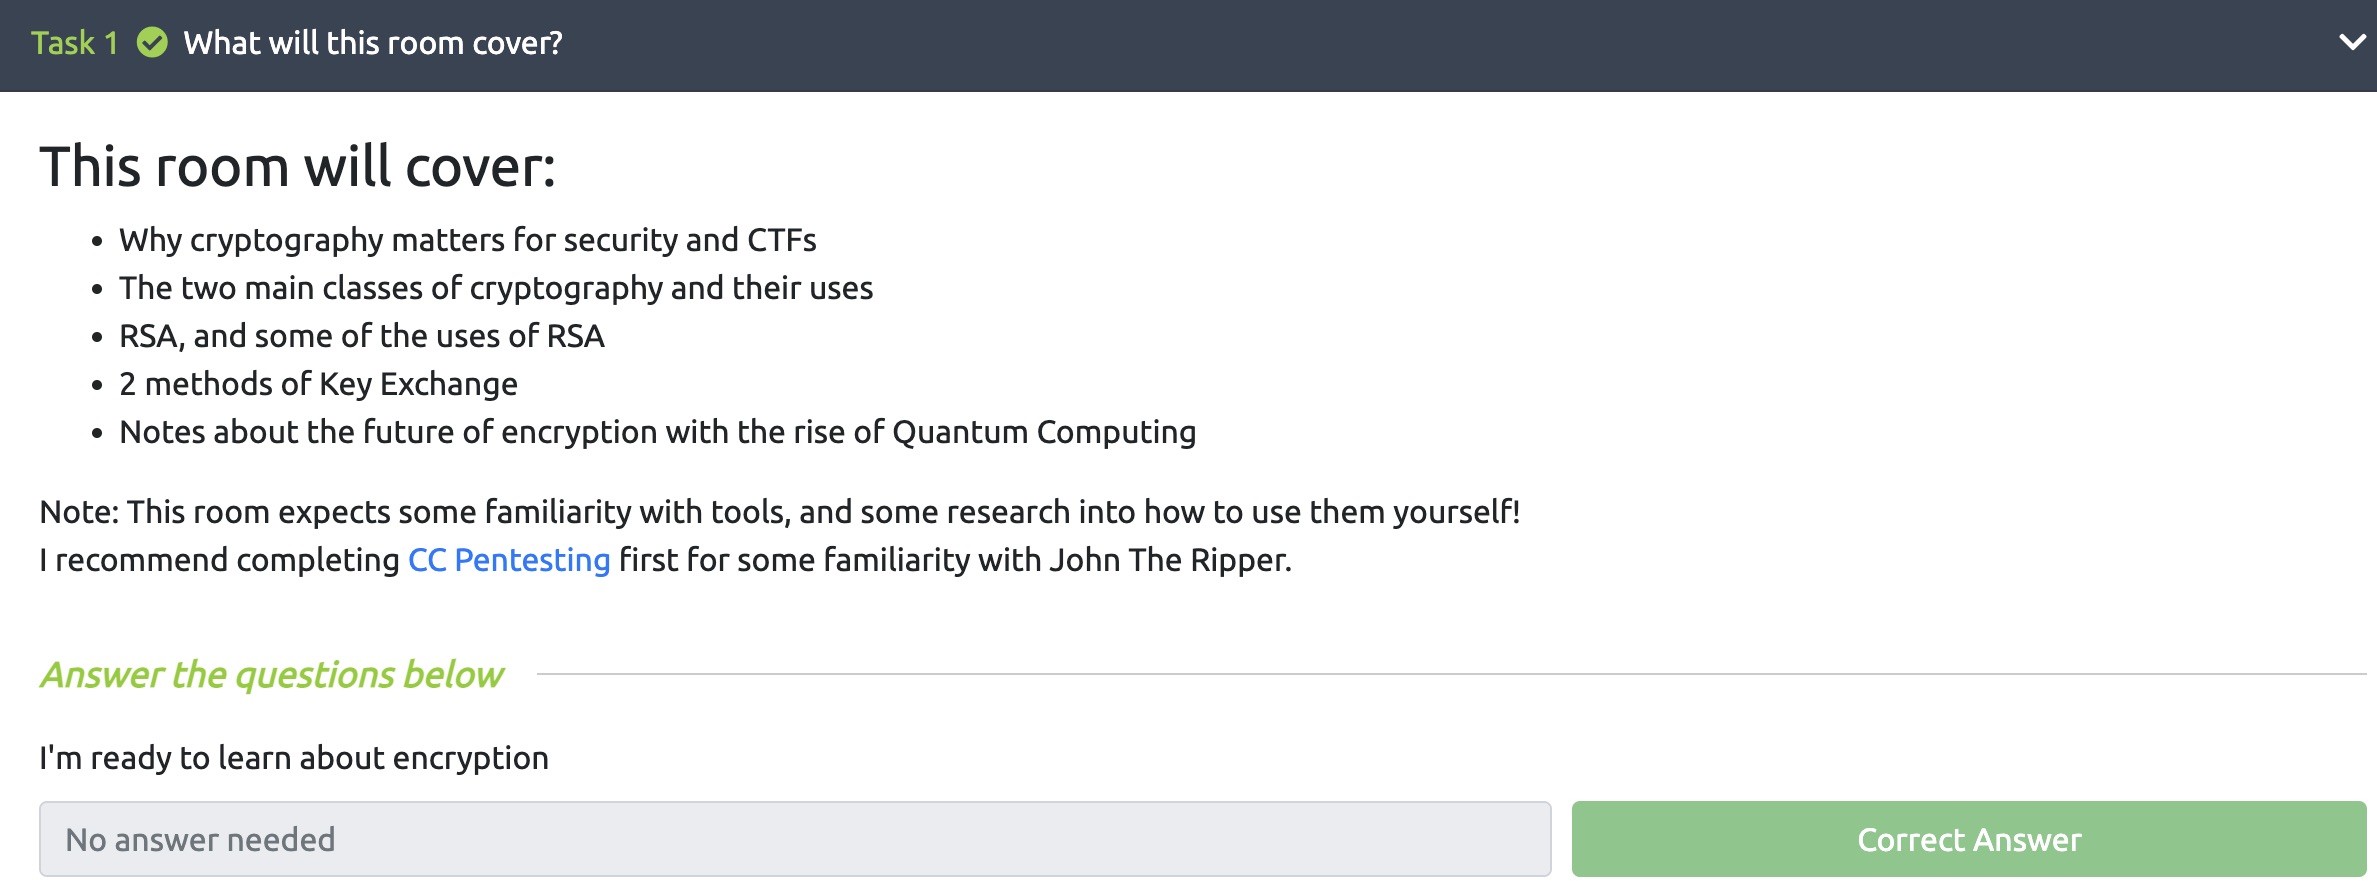 Task 1 What will this room cover?
This room will cover:
Why cryptography matters for security and CTFs
The two main classes of cryptography and their uses
RSA, and some of the uses of RSA
2 methods of Key Exchange
Notes about the future of encryption with the rise of Quantum Computing
Note: This room expects some familiarity with tools, and some research into how to use them yourself!
I recommend completing CC Pentesting first for some familiarity with John The Ripper.
Answer the questions below
I'm ready to learn about encryption
No answer needed
Correct Answer